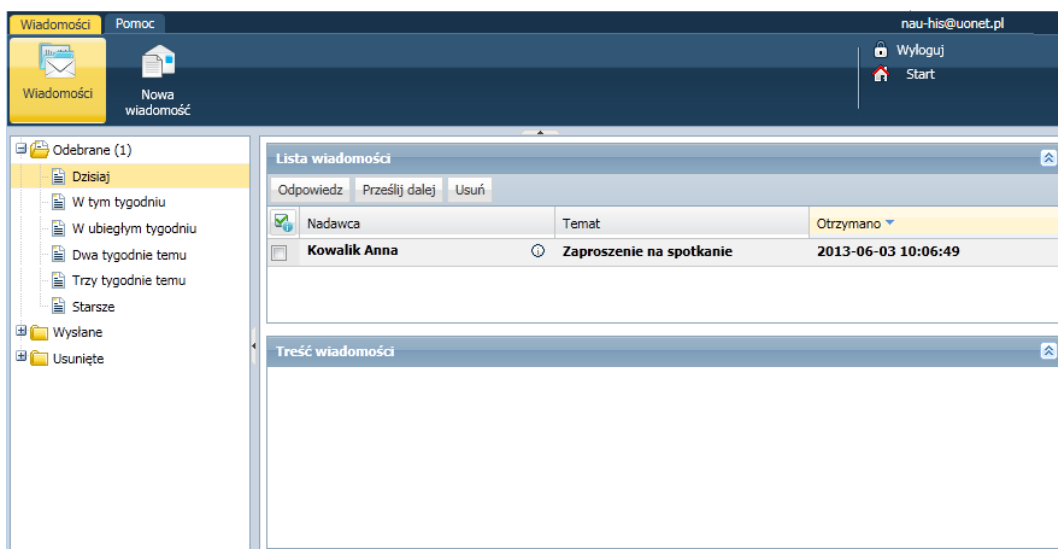 Wiadomości Pomoc nau-his@uonet.pl
Wyloguj
Start
Wiadomości
Nowa
wiadomość
Odebrane (1)
Dzisiaj
W tym tygodniu
W ubiegłym tygodniu
Dwa tygodnie temu
Trzy tygodnie temu
Starsze
Wysłane
Usunięte
Lista wiadomości
Odpowiedz Prześlij dalej Usuń
Nadawca Temat Otrzymano
Kowalik Anna Zaproszenie na spotkanie 2013-06-03 10:06:49
Treść wiadomości